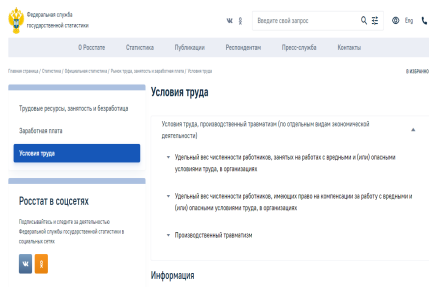 Федеральная служба
государственной статистики
Введите свой запрос
Eng
О Росстате
Статистика
Публикации
Респондентам
Пресс-служба
Контакты
Главная страница / Статистика / Официальная статистика / Рынок труда, занятость и заработная плата / Условия труда
В ИЗБРАННО
Трудовые ресурсы, занятость и безработица
Заработная плата
Условия труда
Росстат в соцсетях
Подписывайтесь и следите за деятельностью
Федеральной службы государственной статистики в
социальных сетях
Условия труда
Условия труда, производственный травматизм (по отдельным видам экономической
деятельности)
Удельный вес численности работников, занятых на работах с вредными и (или) опасными
условиями труда, в организациях
Удельный вес численности работников, имеющих право на компенсации за работу с вредными и
(или) опасными условиями труда, в организациях
Производственный травматизм
Информация